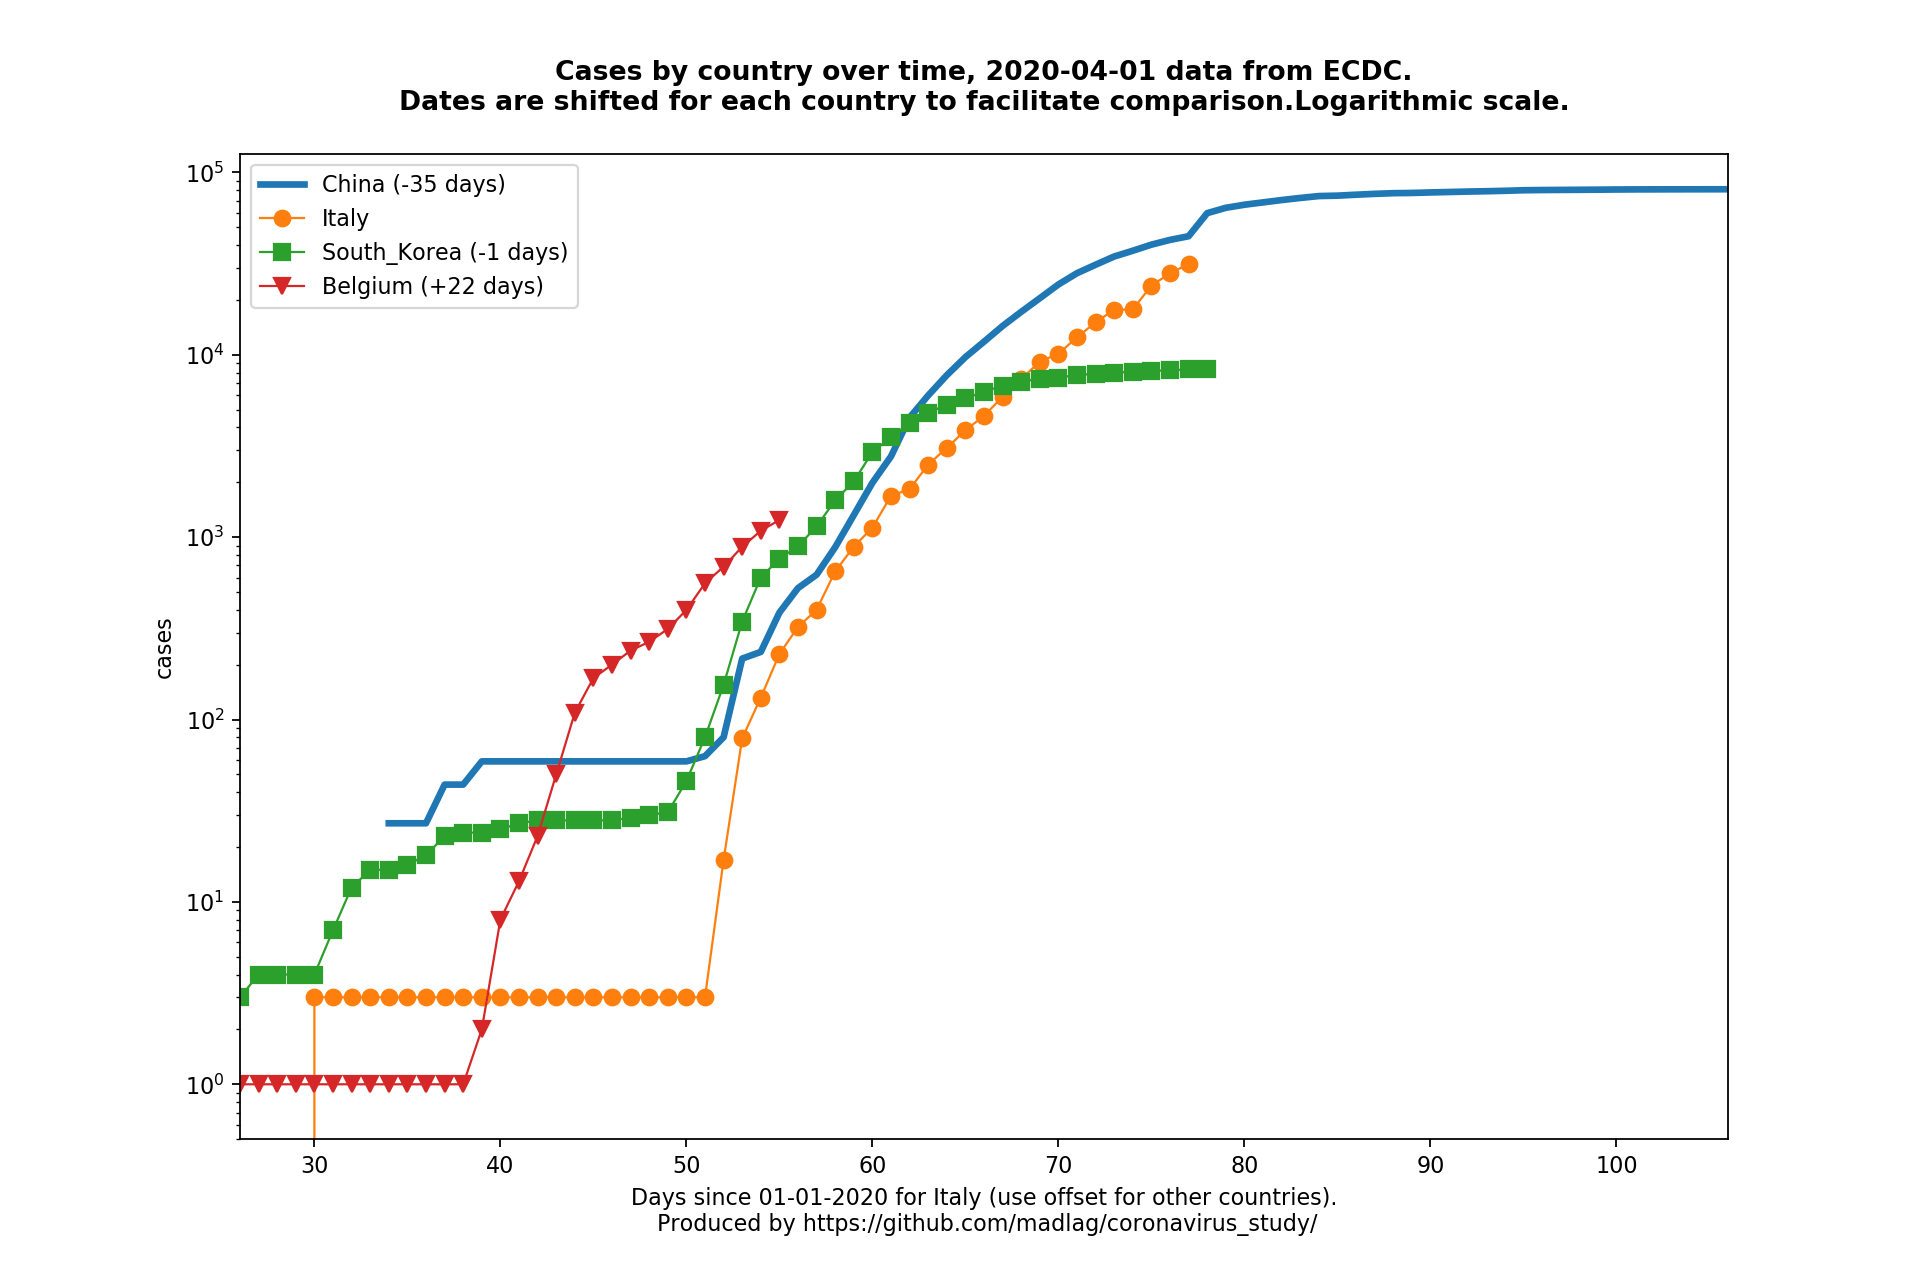 Cases by country over time, 2020-04-01 data from ECDC.
Dates are shifted for each country to facilitate comparison.Logarithmic scale.
China (-35 days)
Italy
South_Korea (-1 days)
Belgium (+22 days)
cases
10⁵
10⁴
10³
10²
10¹
10⁰
30 40 50 60 70 80 90 100
Days since 01-01-2020 for Italy (use offset for other countries).
Produced by https://github.com/madlag/coronavirus_study/